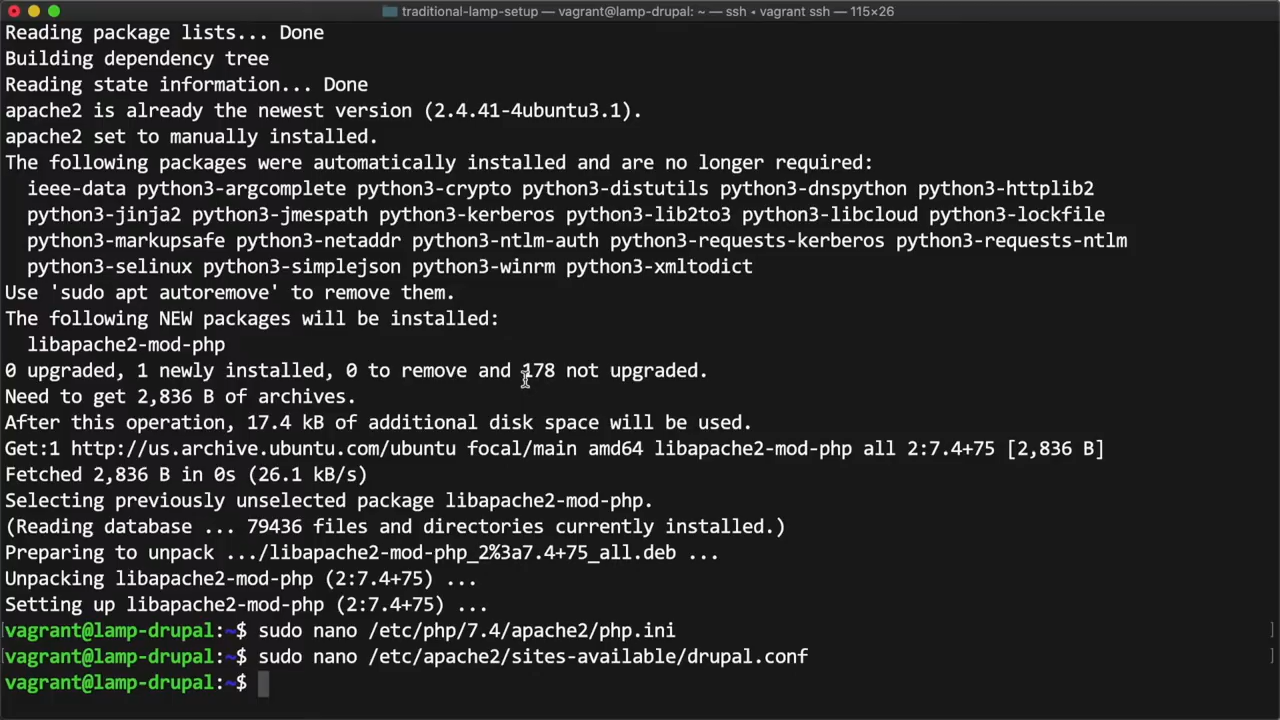 traditional-lamp-setup — vagrant@lamp-drupal: ~ — ssh • vagrant ssh — 115×26
Reading package lists... Done
Building dependency tree
Reading state information... Done
apache2 is already the newest version (2.4.41-4ubuntu3.1).
apache2 set to manually installed.
The following packages were automatically installed and are no longer required:
  ieee-data python3-argcomplete python3-crypto python3-distutils python3-dnspython python3-httplib2
  python3-jinja2 python3-jmespath python3-kerberos python3-lib2to3 python3-libcloud python3-lockfile
  python3-markupsafe python3-netaddr python3-ntlm-auth python3-requests-kerberos python3-requests-ntlm
  python3-selinux python3-simplejson python3-winrm python3-xmltodict
Use 'sudo apt autoremove' to remove them.
The following NEW packages will be installed:
  libapache2-mod-php
0 upgraded, 1 newly installed, 0 to remove and 178 not upgraded.
Need to get 2,836 B of archives.
After this operation, 17.4 kB of additional disk space will be used.
Get:1 http://us.archive.ubuntu.com/ubuntu focal/main amd64 libapache2-mod-php all 2:7.4+75 [2,836 B]
Fetched 2,836 B in 0s (26.1 kB/s)
Selecting previously unselected package libapache2-mod-php.
(Reading database ... 79436 files and directories currently installed.)
Preparing to unpack .../libapache2-mod-php_2%3a7.4+75_all.deb ...
Unpacking libapache2-mod-php (2:7.4+75) ...
Setting up libapache2-mod-php (2:7.4+75) ...
vagrant@lamp-drupal:~$ sudo nano /etc/php/7.4/apache2/php.ini
vagrant@lamp-drupal:~$ sudo nano /etc/apache2/sites-available/drupal.conf
vagrant@lamp-drupal:~$